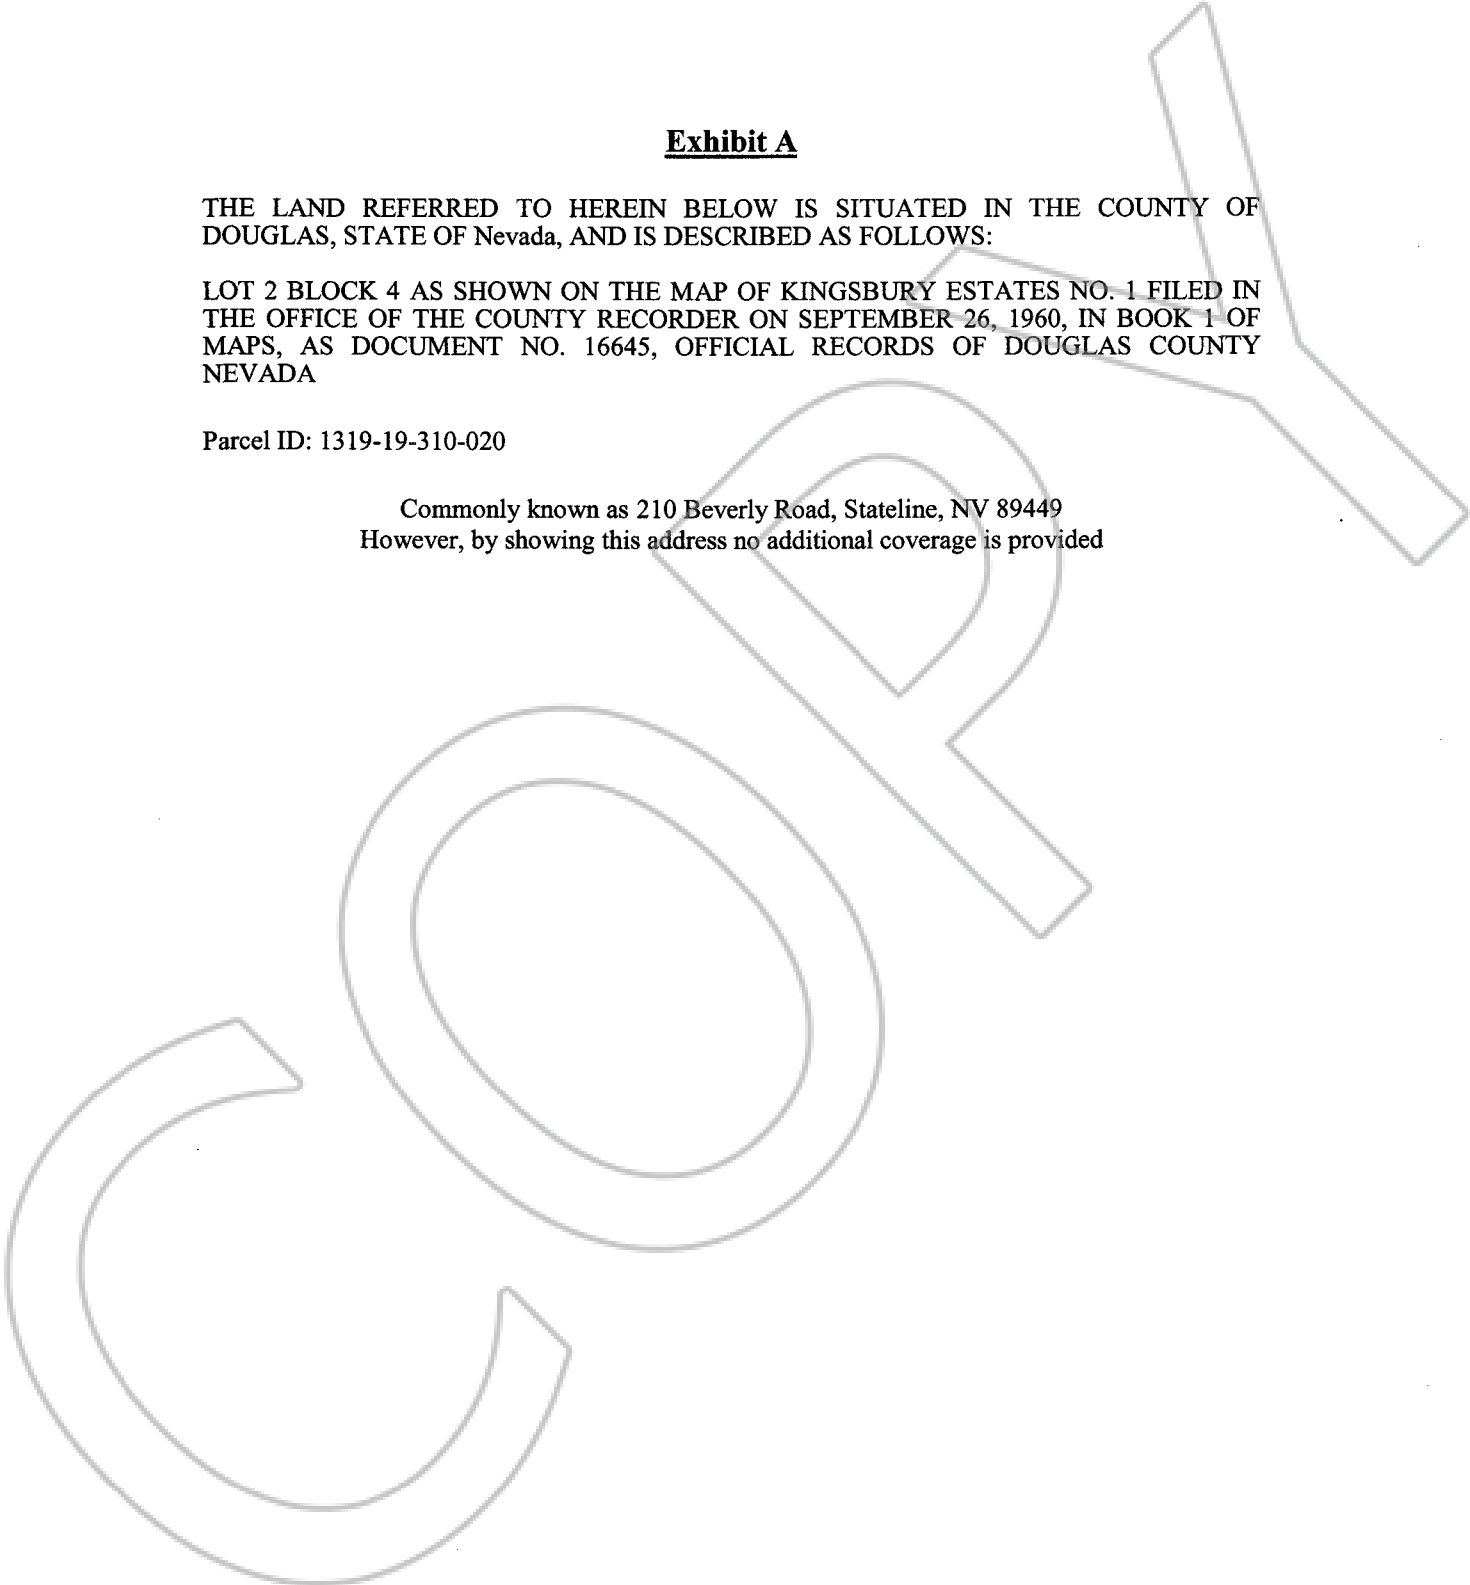 Exhibit A
THE LAND REFERRED TO HEREIN BELOW IS SITUATED IN THE COUNTY OF
DOUGLAS, STATE OF Nevada, AND IS DESCRIBED AS FOLLOWS:
LOT 2 BLOCK 4 AS SHOWN ON THE MAP OF KINGSBURY ESTATES NO. 1 FILED IN
THE OFFICE OF THE COUNTY RECORDER ON SEPTEMBER 26, 1960, IN BOOK 1 OF
MAPS, AS DOCUMENT NO. 16645, OFFICIAL RECORDS OF DOUGLAS COUNTY
NEVADA
Parcel ID: 1319-19-310-020
Commonly known as 210 Beverly Road, Stateline, NV 89449
However, by showing this address no additional coverage is provided
COPY